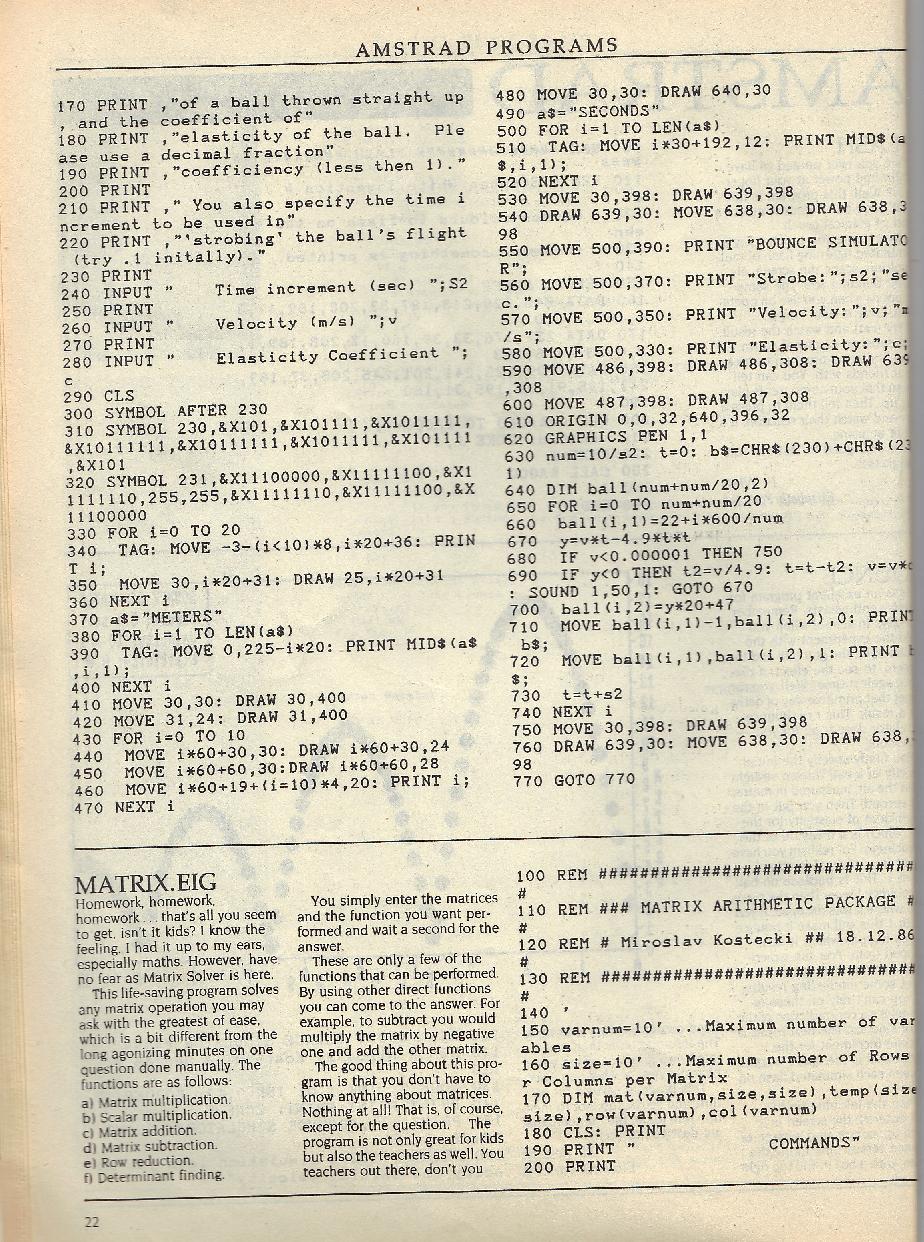 AMSTRAD PROGRAMS
170 PRINT ,"of a ball thrown straight up
, and the coefficient of"
180 PRINT ,"elasticity of the ball.  Ple
ase use a decimal fraction"
190 PRINT ,"coefficiency (less then 1)."
200 PRINT
210 PRINT ," You also specify the time i
ncrement to be used in"
220 PRINT ,"'strobing' the ball's flight
 (try .1 initally)."
230 PRINT
240 INPUT "    Time increment (sec) ";S2
250 PRINT
260 INPUT "    Velocity (m/s) ";v
270 PRINT
280 INPUT "    Elasticity Coefficient ";
c
290 CLS
300 SYMBOL AFTER 230
310 SYMBOL 230,&X101,&X101111,&X1011111,
&X10111111,&X10111111,&X1011111,&X101111
,&X101
320 SYMBOL 231,&X11100000,&X11111100,&X1
1111110,255,255,&X11111110,&X11111100,&X
11100000
330 FOR i=0 TO 20
340  TAG: MOVE -3-(i<10)*8,i*20+36: PRIN
T i;
350  MOVE 30,i*20+31: DRAW 25,i*20+31
360 NEXT i
370 a$="METERS"
380 FOR i=1 TO LEN(a$)
390  TAG: MOVE 0,225-i*20: PRINT MID$(a$
,i,1);
400 NEXT i
410 MOVE 30,30: DRAW 30,400
420 MOVE 31,24: DRAW 31,400
430 FOR i=0 TO 10
440  MOVE i*60+30,30: DRAW i*60+30,24
450  MOVE i*60+60,30:DRAW i*60+60,28
460  MOVE i*60+19+(i=10)*4,20: PRINT i;
470 NEXT i
480 MOVE 30,30: DRAW 640,30
490 a$="SECONDS"
500 FOR i=1 TO LEN(a$)
510  TAG: MOVE i*30+192,12: PRINT MID$(a
$,i,1);
520 NEXT i
530 MOVE 30,398: DRAW 639,398
540 DRAW 639,30: MOVE 638,30: DRAW 638,3
98
550 MOVE 500,390: PRINT "BOUNCE SIMULATO
R";
560 MOVE 500,370: PRINT "Strobe:";s2;"se
c.";
570 MOVE 500,350: PRINT "Velocity:";v;"m
/s";
580 MOVE 500,330: PRINT "Elasticity:";c;
590 MOVE 486,398: DRAW 486,308: DRAW 639
,308
600 MOVE 487,398: DRAW 487,308
610 ORIGIN 0,0,32,640,396,32
620 GRAPHICS PEN 1,1
630 num=10/s2: t=0: b$=CHR$(230)+CHR$(23
1)
640 DIM ball(num+num/20,2)
650 FOR i=0 TO num+num/20
660  ball(i,1)=22+i*600/num
670  y=v*t-4.9*t*t
680  IF v<0.000001 THEN 750
690  IF y<0 THEN t2=v/4.9: t=t-t2: v=v*c
: SOUND 1,50,1: GOTO 670
700  ball(i,2)=y*20+47
710  MOVE ball(i,1)-1,ball(i,2),0: PRINT
 b$;
720  MOVE ball(i,1),ball(i,2),1: PRINT b
$;
730  t=t+s2
740 NEXT i
750 MOVE 30,398: DRAW 639,398
760 DRAW 639,30: MOVE 638,30: DRAW 638,
98
770 GOTO 770
MATRIX.EIG
Homework, homework,
homework... that's all you seem
to get, isn't it kids? I know the
feeling, I had it up to my ears,
especially maths. However, have
no fear as Matrix Solver is here.
This life-saving program solves
any matrix operation you may
ask with the greatest of ease,
which is a bit different from the
long agonizing minutes on one
question done manually. The
functions are as follows:
a) Matrix multiplication.
b) Scalar multiplication.
c) Matrix addition.
d) Matrix subtraction.
e) Row reduction.
f) Determinant finding.
You simply enter the matrices
and the function you want per-
formed and wait a second for the
answer.
These are only a few of the
functions that can be performed.
By using other direct functions
you can come to the answer. For
example, to subtract you would
multiply the matrix by negative
one and add the other matrix.
The good thing about this pro-
gram is that you don't have to
know anything about matrices.
Nothing at all! That is, of course,
except for the question. The
program is not only great for kids
but also the teachers as well. You
teachers out there, don't you
100 REM ##############################
#
110 REM ### MATRIX ARITHMETIC PACKAGE #
#
120 REM # Miroslav Kostecki ## 18.12.86
#
130 REM ##############################
#
140 '
150 varnum=10' ...Maximum number of var
ables
160 size=10' ...Maximum number of Rows
r Columns per Matrix
170 DIM mat(varnum,size,size),temp(size
size),row(varnum),col(varnum)
180 CLS: PRINT
190 PRINT "             COMMANDS"
200 PRINT
22